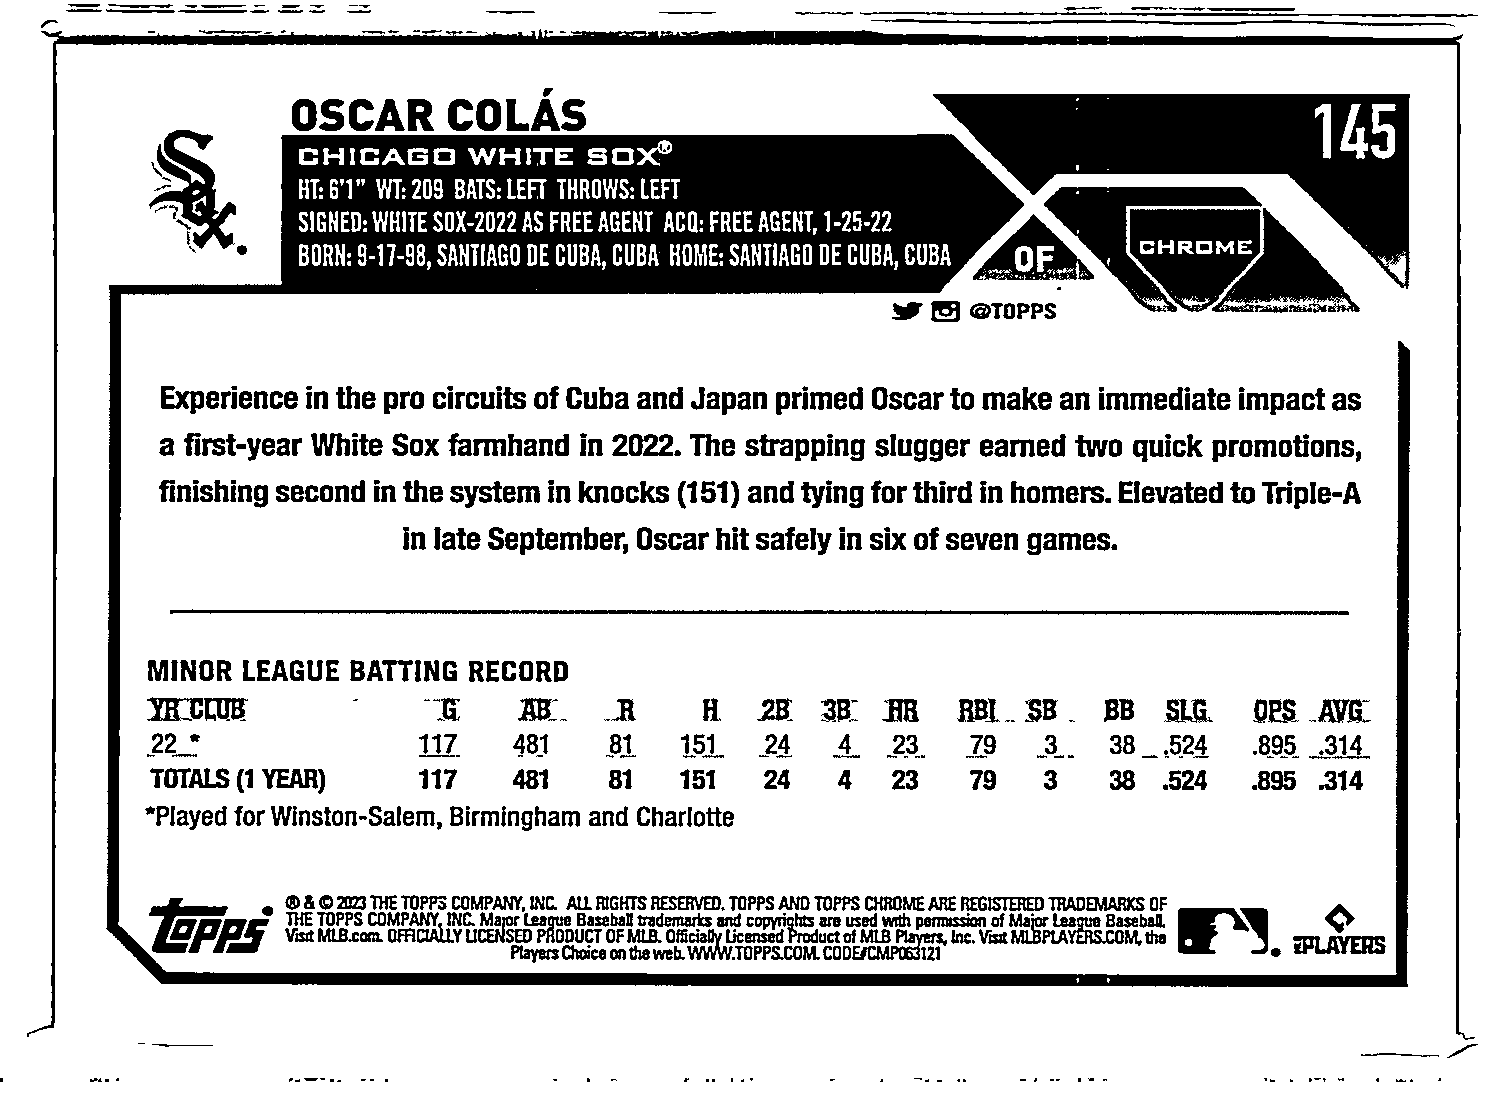 OSCAR COLÁS
145
CHICAGO WHITE SOX®
HT: 6'1" WT: 209 BATS: LEFT THROWS: LEFT
SIGNED: WHITE SOX-2022 AS FREE AGENT ACQ: FREE AGENT, 1-25-22
BORN: 9-17-98, SANTIAGO DE CUBA, CUBA HOME: SANTIAGO DE CUBA, CUBA
OF
CHROME
@TOPPS
Experience in the pro circuits of Cuba and Japan primed Oscar to make an immediate impact as
a first-year White Sox farmhand in 2022. The strapping slugger earned two quick promotions,
finishing second in the system in knocks (151) and tying for third in homers. Elevated to Triple-A
in late September, Oscar hit safely in six of seven games.
MINOR LEAGUE BATTING RECORD
YR CLUB G AB R H 2B 3B HR RBI SB BB SLG OPS AVG
22 * 117 481 81 151 24 4 23 79 3 38 .524 .895 .314
TOTALS (1 YEAR) 117 481 81 151 24 4 23 79 3 38 .524 .895 .314
*Played for Winston-Salem, Birmingham and Charlotte
topps
® & © 2023 THE TOPPS COMPANY, INC. ALL RIGHTS RESERVED. TOPPS AND TOPPS CHROME ARE REGISTERED TRADEMARKS OF
THE TOPPS COMPANY, INC. Major League Baseball trademarks and copyrights are used with permission of Major League Baseball.
Visit MLB.com. OFFICIALLY LICENSED PRODUCT OF MLB. Officially Licensed Product of MLB Players, Inc. Visit MLBPLAYERS.COM, the
Players Choice on the web. WWW.TOPPS.COM. CODE#CMP063121
PLAYERS